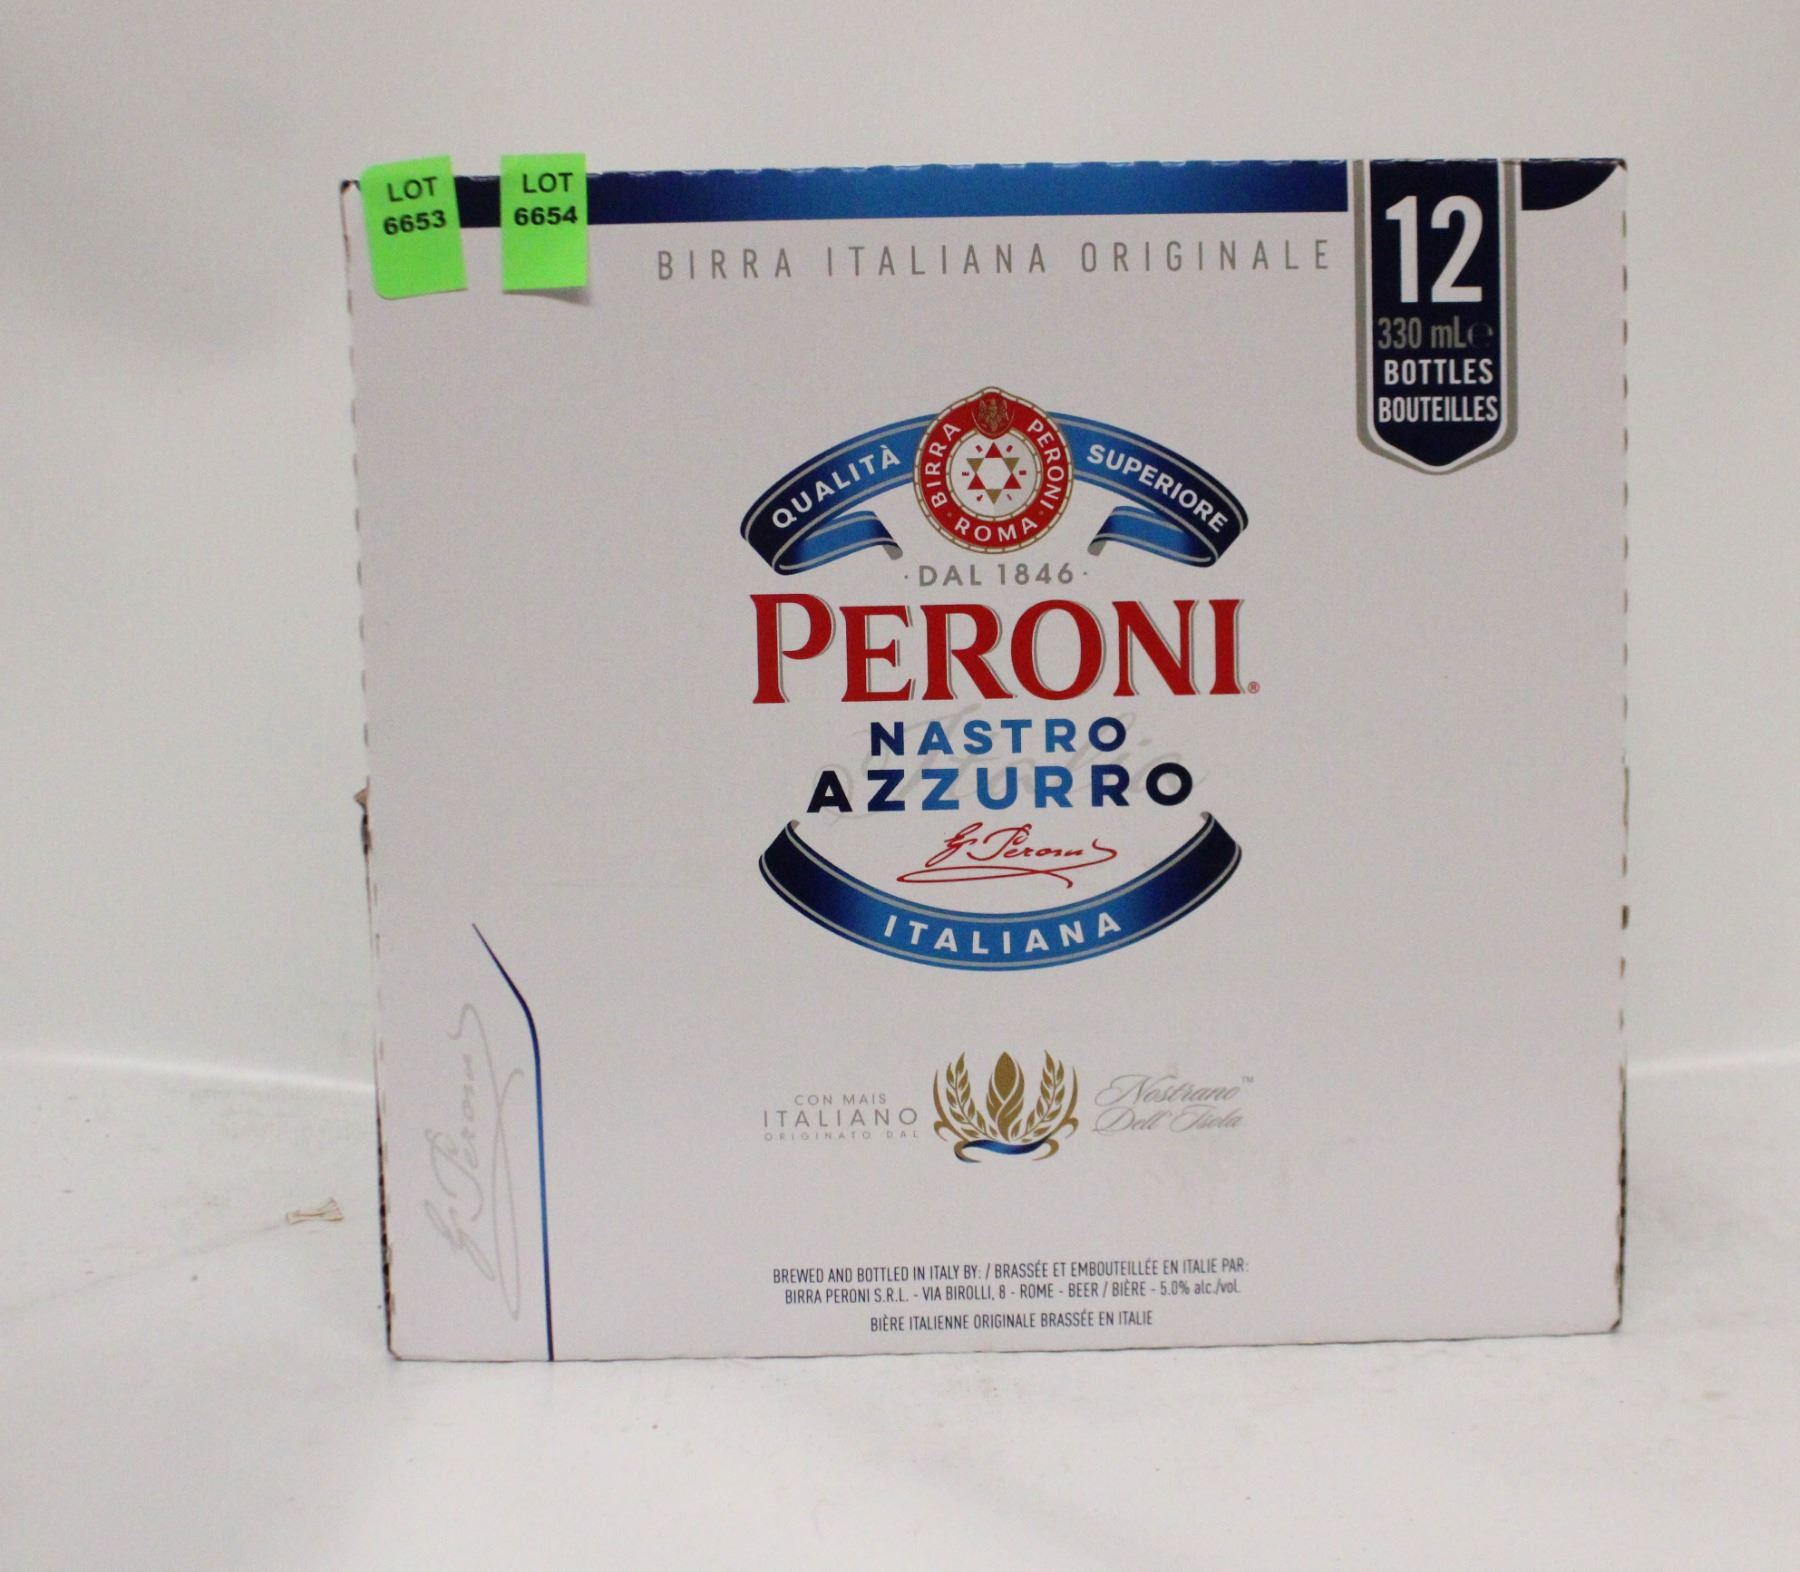 LOT
6653
LOT
6654
BIRRA ITALIANA ORIGINALE
12
330 mL℮
BOTTLES
BOUTEILLES
QUALITÀ
SUPERIORE
BIRRA PERONI
· ROMA ·
·DAL 1846·
PERONI®
NASTRO
AZZURRO
G. Peroni
ITALIANA
CON MAIS
ITALIANO
ORIGINATO DAL
Nostrano™
Dell' Isola
G. Peroni
BREWED AND BOTTLED IN ITALY BY: / BRASSÉE ET EMBOUTEILLÉE EN ITALIE PAR:
BIRRA PERONI S.R.L. - VIA BIROLLI, 8 - ROME - BEER / BIÈRE - 5.0% alc./vol.
BIÈRE ITALIENNE ORIGINALE BRASSÉE EN ITALIE